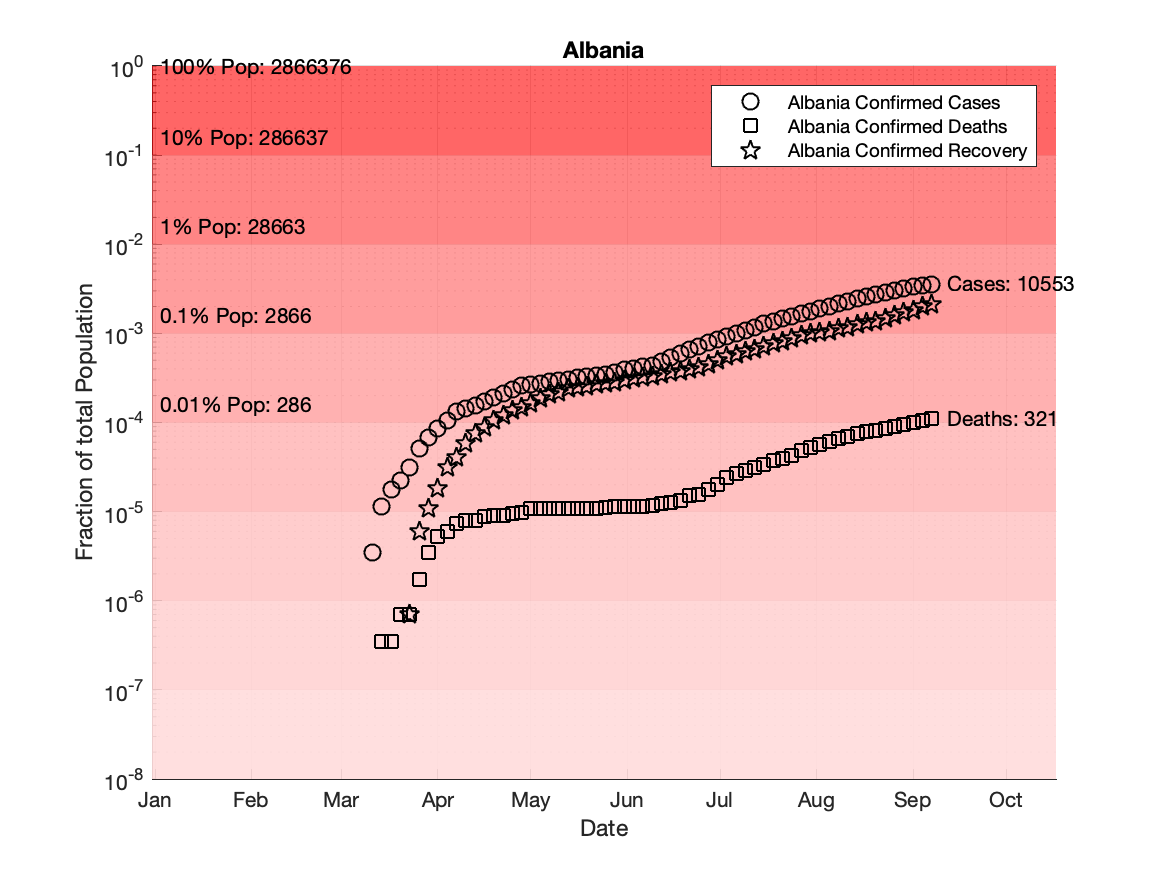 Albania
10^0
10^-1
10^-2
10^-3
10^-4
10^-5
10^-6
10^-7
10^-8
Fraction of total Population
100% Pop: 2866376
10% Pop: 286637
1% Pop: 28663
0.1% Pop: 2866
0.01% Pop: 286
Albania Confirmed Cases
Albania Confirmed Deaths
Albania Confirmed Recovery
Cases: 10553
Deaths: 321
Jan Feb Mar Apr May Jun Jul Aug Sep Oct
Date